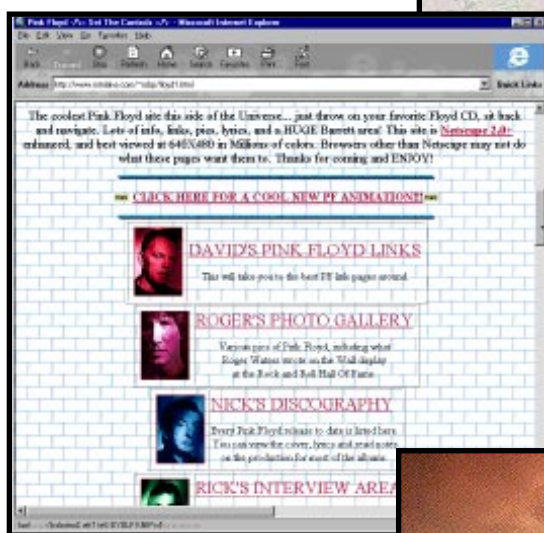 Pink Floyd Set The Controls - Microsoft Internet Explorer
File Edit View Go Favorites Help
Back Forward Stop Refresh Home Search Favorites Print Font
Address
Quick Links
The coolest Pink Floyd site this side of the Universe... just throw on your favorite Floyd CD, sit back
and navigate. Lots of info, links, pics, lyrics, and a HUGE Barrett area! This site is Netscape 2.0+
enhanced, and best viewed at 640X480 in Millions of colors. Browsers other than Netscape may not do
what these pages want them to. Thanks for coming and ENJOY!
CLICK HERE FOR A COOL NEW PF ANIMATION!!
DAVID'S PINK FLOYD LINKS
This will take you to the best PF link pages around.
ROGER'S PHOTO GALLERY
Various pics of Pink Floyd, including what
Roger Waters wrote on the Wall display
at the Rock and Roll Hall Of Fame
NICK'S DISCOGRAPHY
Every Pink Floyd release to date is listed here.
You can view the cover, lyrics and read notes
on the production for most of the albums.
RICK'S INTERVIEW AREA